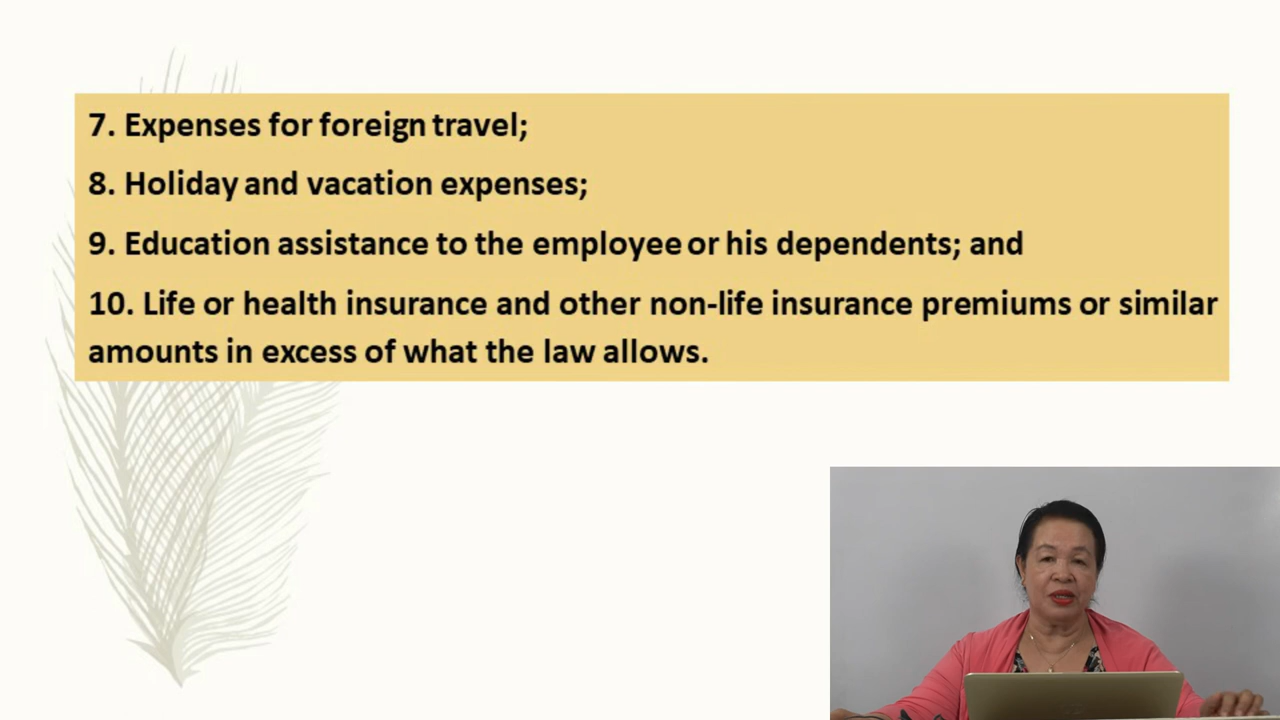 7. Expenses for foreign travel;
8. Holiday and vacation expenses;
9. Education assistance to the employee or his dependents; and
10. Life or health insurance and other non-life insurance premiums or similar
amounts in excess of what the law allows.